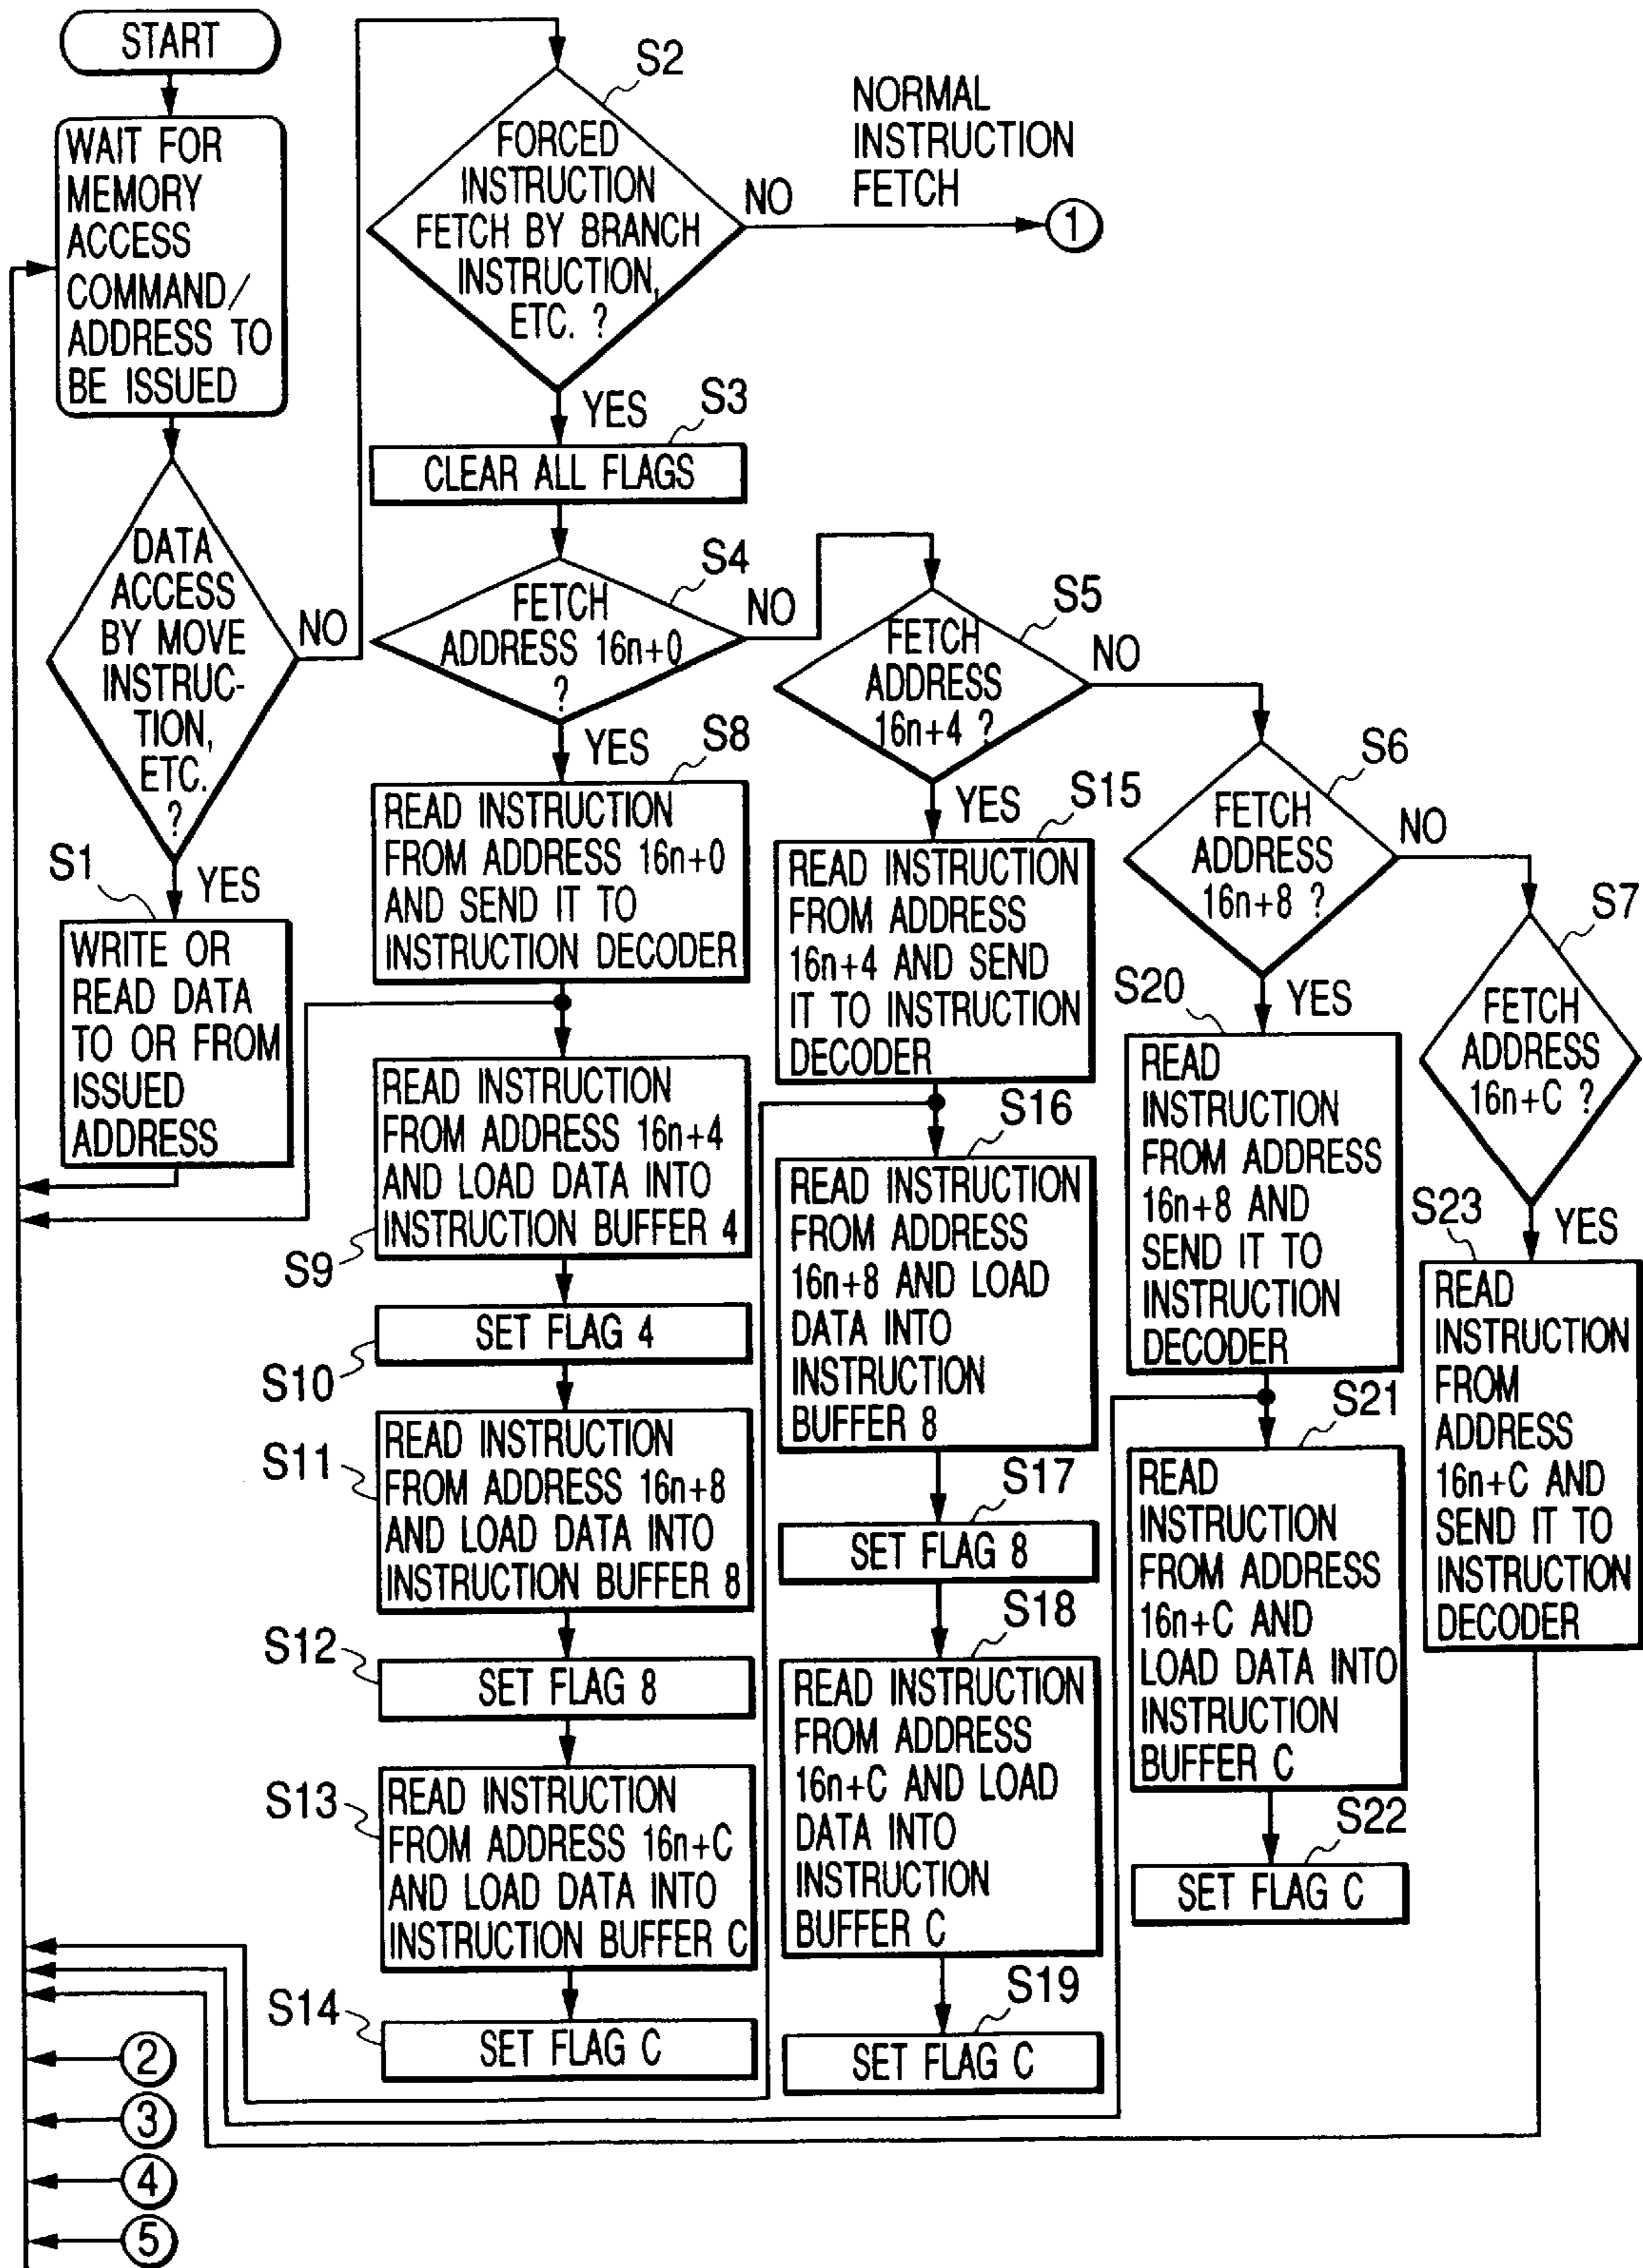 START
WAIT FOR
MEMORY
ACCESS
COMMAND/
ADDRESS TO
BE ISSUED
DATA
ACCESS
BY MOVE
INSTRUC-
TION,
ETC.
?
NO
YES
S1
WRITE OR
READ DATA
TO OR FROM
ISSUED
ADDRESS
S2
FORCED
INSTRUCTION
FETCH BY BRANCH
INSTRUCTION,
ETC. ?
NO
NORMAL
INSTRUCTION
FETCH
1
YES
S3
CLEAR ALL FLAGS
S4
FETCH
ADDRESS 16n+0
?
NO
YES
S8
READ INSTRUCTION
FROM ADDRESS 16n+0
AND SEND IT TO
INSTRUCTION DECODER
READ INSTRUCTION
FROM ADDRESS 16n+4
AND LOAD DATA INTO
INSTRUCTION BUFFER 4
S9
SET FLAG 4
S10
S11
READ INSTRUCTION
FROM ADDRESS 16n+8
AND LOAD DATA INTO
INSTRUCTION BUFFER 8
S12
SET FLAG 8
S13
READ INSTRUCTION
FROM ADDRESS 16n+C
AND LOAD DATA INTO
INSTRUCTION BUFFER C
S14
SET FLAG C
S5
FETCH
ADDRESS
16n+4 ?
NO
YES
S15
READ INSTRUCTION
FROM ADDRESS
16n+4 AND SEND
IT TO INSTRUCTION
DECODER
S16
READ INSTRUCTION
FROM ADDRESS
16n+8 AND LOAD
DATA INTO
INSTRUCTION
BUFFER 8
S17
SET FLAG 8
S18
READ INSTRUCTION
FROM ADDRESS
16n+C AND LOAD
DATA INTO
INSTRUCTION
BUFFER C
S19
SET FLAG C
S6
FETCH
ADDRESS
16n+8 ?
NO
YES
S20
READ
INSTRUCTION
FROM ADDRESS
16n+8 AND
SEND IT TO
INSTRUCTION
DECODER
S21
READ
INSTRUCTION
FROM ADDRESS
16n+C AND
LOAD DATA INTO
INSTRUCTION
BUFFER C
S22
SET FLAG C
S7
FETCH
ADDRESS
16n+C ?
YES
S23
READ
INSTRUCTION
FROM
ADDRESS
16n+C AND
SEND IT TO
INSTRUCTION
DECODER
2
3
4
5